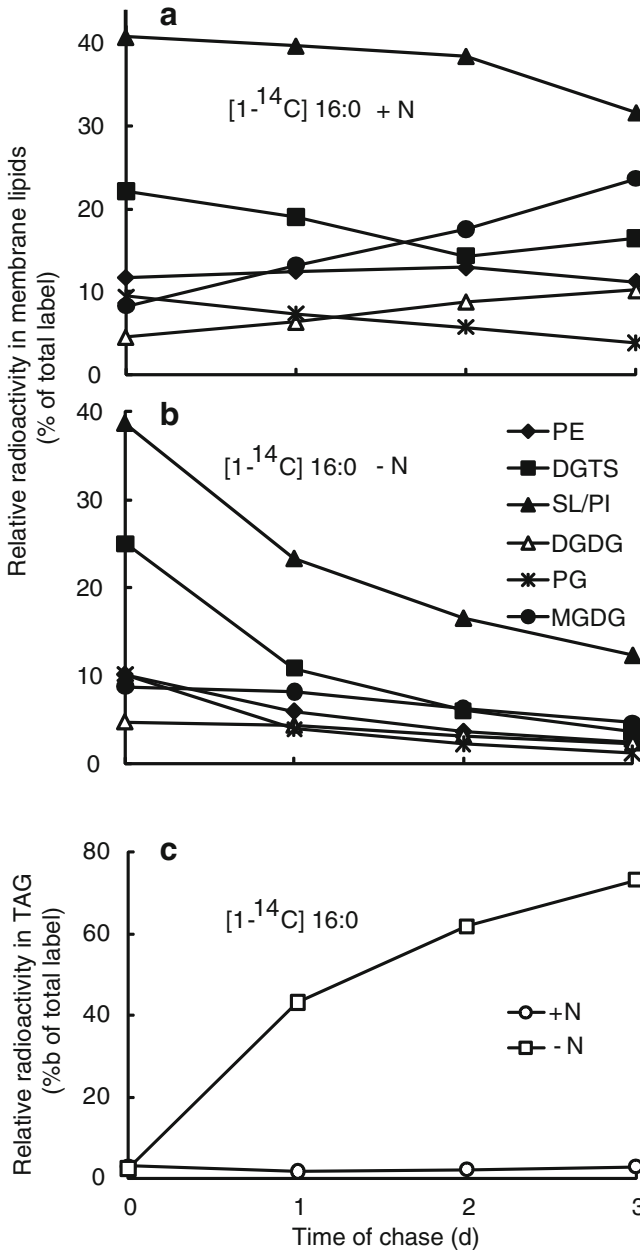 a
40
[1-14C] 16:0 + N
30
20
10
0
Relative radioactivity in membrane lipids
(% of total label)
b
40
[1-14C] 16:0 - N
30
20
10
0
PE
DGTS
SL/PI
DGDG
PG
MGDG
c
80
[1-14C] 16:0
60
40
20
0
+N
- N
Relative radioactivity in TAG
(%b of total label)
0 1 2 3
Time of chase (d)